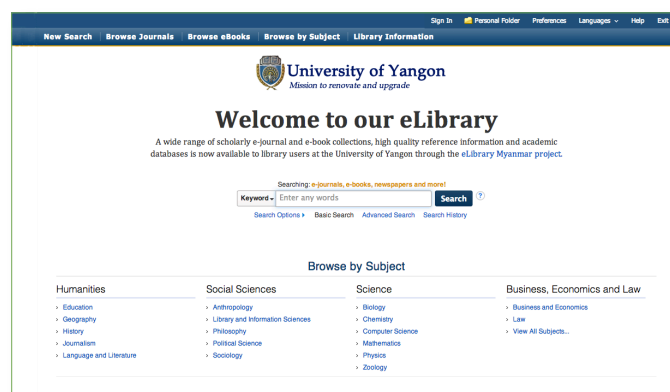 Sign In Personal Folder Preferences Languages Help Exit
New Search Browse Journals Browse eBooks Browse by Subject Library Information
University of Yangon
Mission to renovate and upgrade
Welcome to our eLibrary
A wide range of scholarly e-journal and e-book collections, high quality reference information and academic
databases is now available to library users at the University of Yangon through the eLibrary Myanmar project.
Searching: e-journals, e-books, newspapers and more!
Keyword Enter any words Search ?
Search Options Basic Search Advanced Search Search History
Browse by Subject
Humanities Social Sciences Science Business, Economics and Law
› Education › Anthropology › Biology › Business and Economics
› Geography › Library and Information Sciences › Chemistry › Law
› History › Philosophy › Computer Science › View All Subjects...
› Journalism › Political Science › Mathematics
› Language and Literature › Sociology › Physics
› Zoology